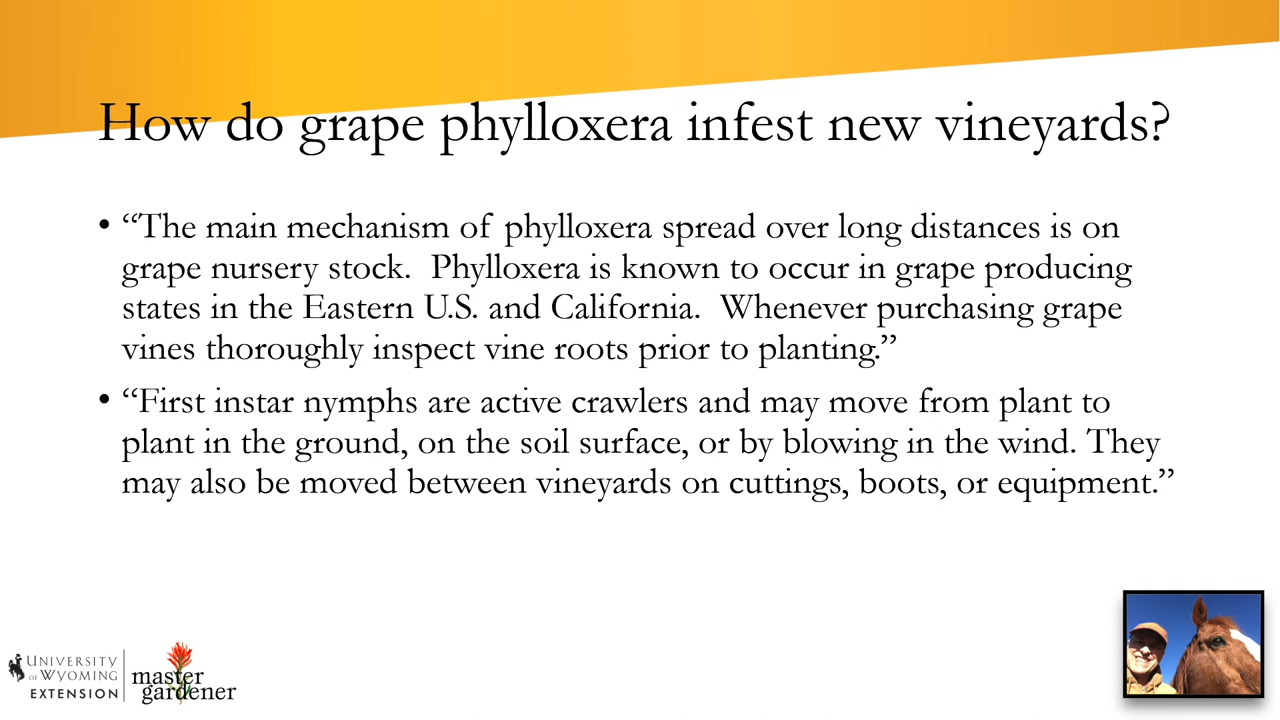 How do grape phylloxera infest new vineyards?
• “The main mechanism of phylloxera spread over long distances is on
grape nursery stock.  Phylloxera is known to occur in grape producing
states in the Eastern U.S. and California.  Whenever purchasing grape
vines thoroughly inspect vine roots prior to planting.”
• “First instar nymphs are active crawlers and may move from plant to
plant in the ground, on the soil surface, or by blowing in the wind. They
may also be moved between vineyards on cuttings, boots, or equipment.”
UNIVERSITY
OF WYOMING
EXTENSION
master
gardener